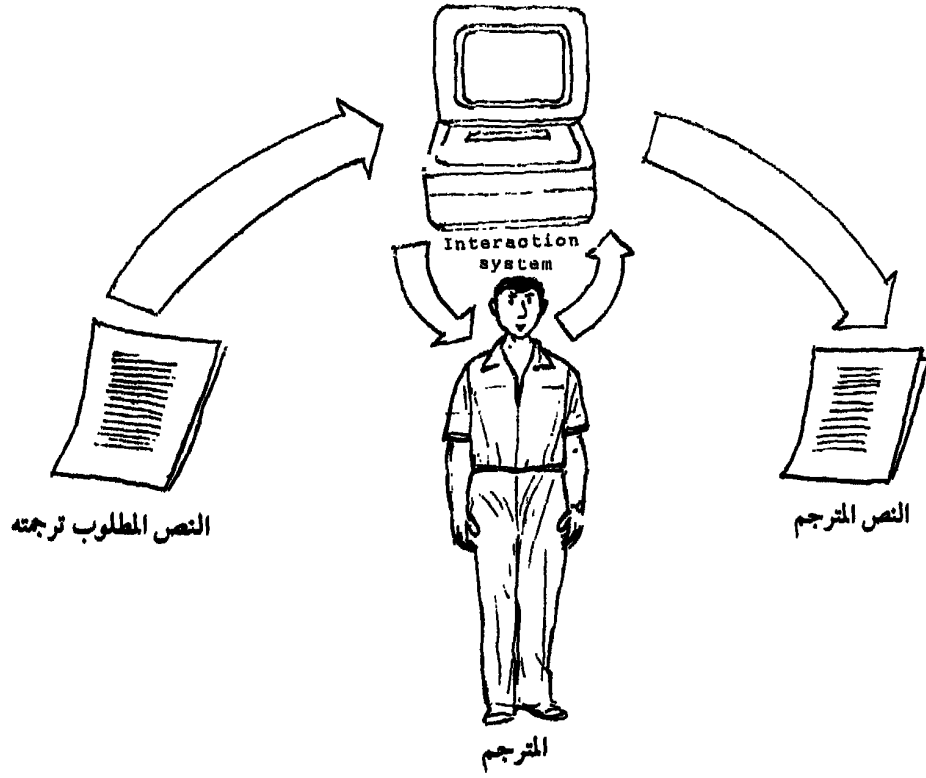 Interaction
system
النص المطلوب ترجمته
النص المترجم
المترجم